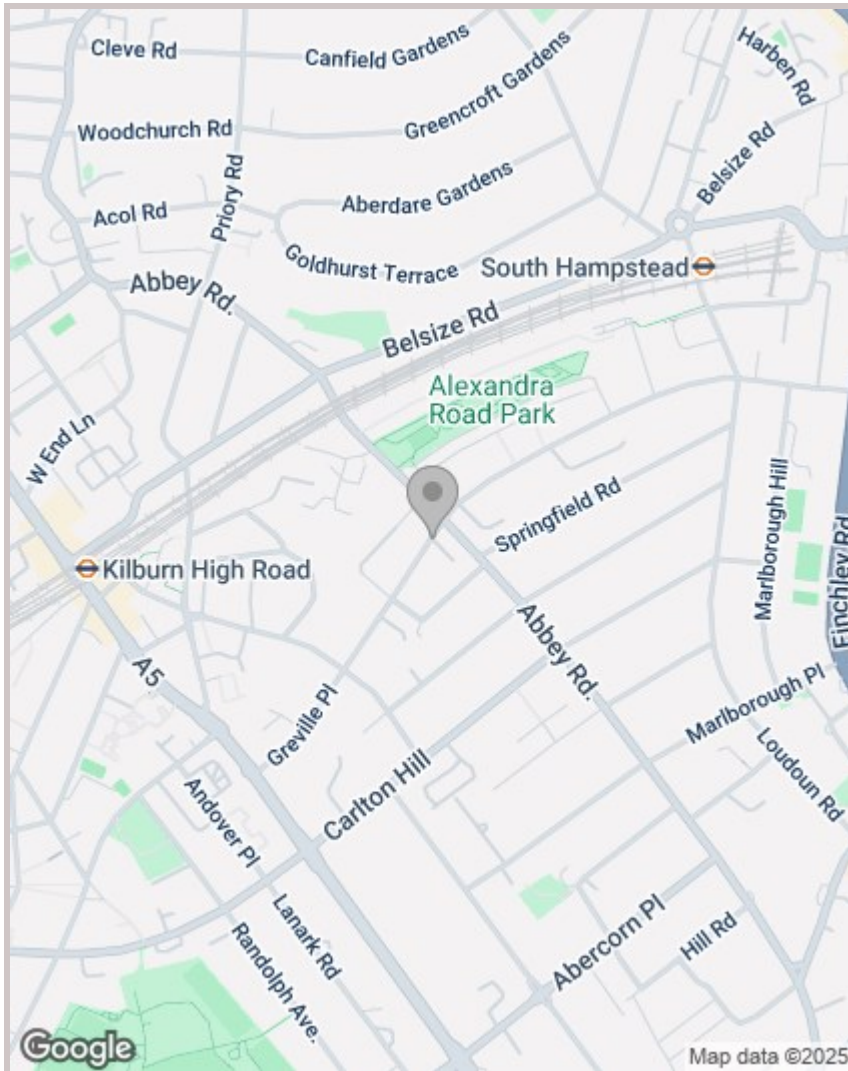 Cleve Rd
Canfield Gardens
Harben Rd
Woodchurch Rd
Greencroft Gardens
Belsize Rd
Priory Rd
Acol Rd
Aberdare Gardens
Goldhurst Terrace
South Hampstead
Abbey Rd.
Belsize Rd
Alexandra
Road Park
W End Ln
Springfield Rd
Marlborough Hill
Finchley Rd
Kilburn High Road
Abbey Rd.
A5
Greville Pl
Marlborough Pl
Loudoun Rd
Carlton Hill
Andover Pl
Lanark Rd
Randolph Ave.
Abercorn Pl
Hill Rd
Google
Map data ©2025